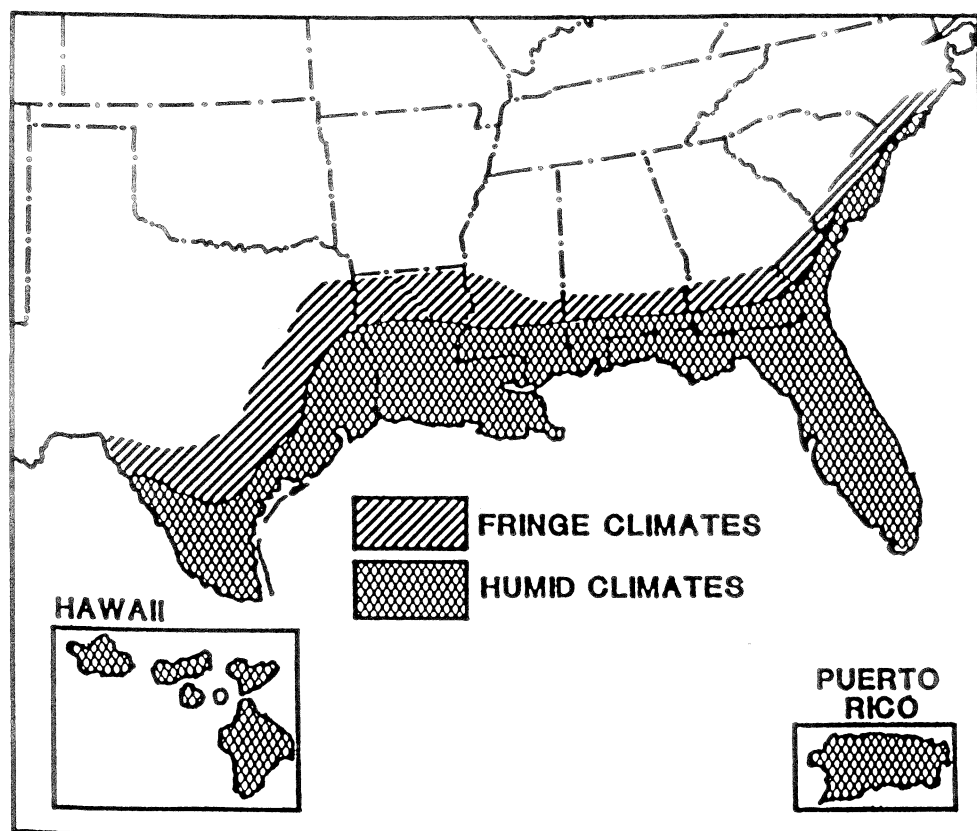 FRINGE CLIMATES
HUMID CLIMATES
HAWAII
PUERTO
RICO